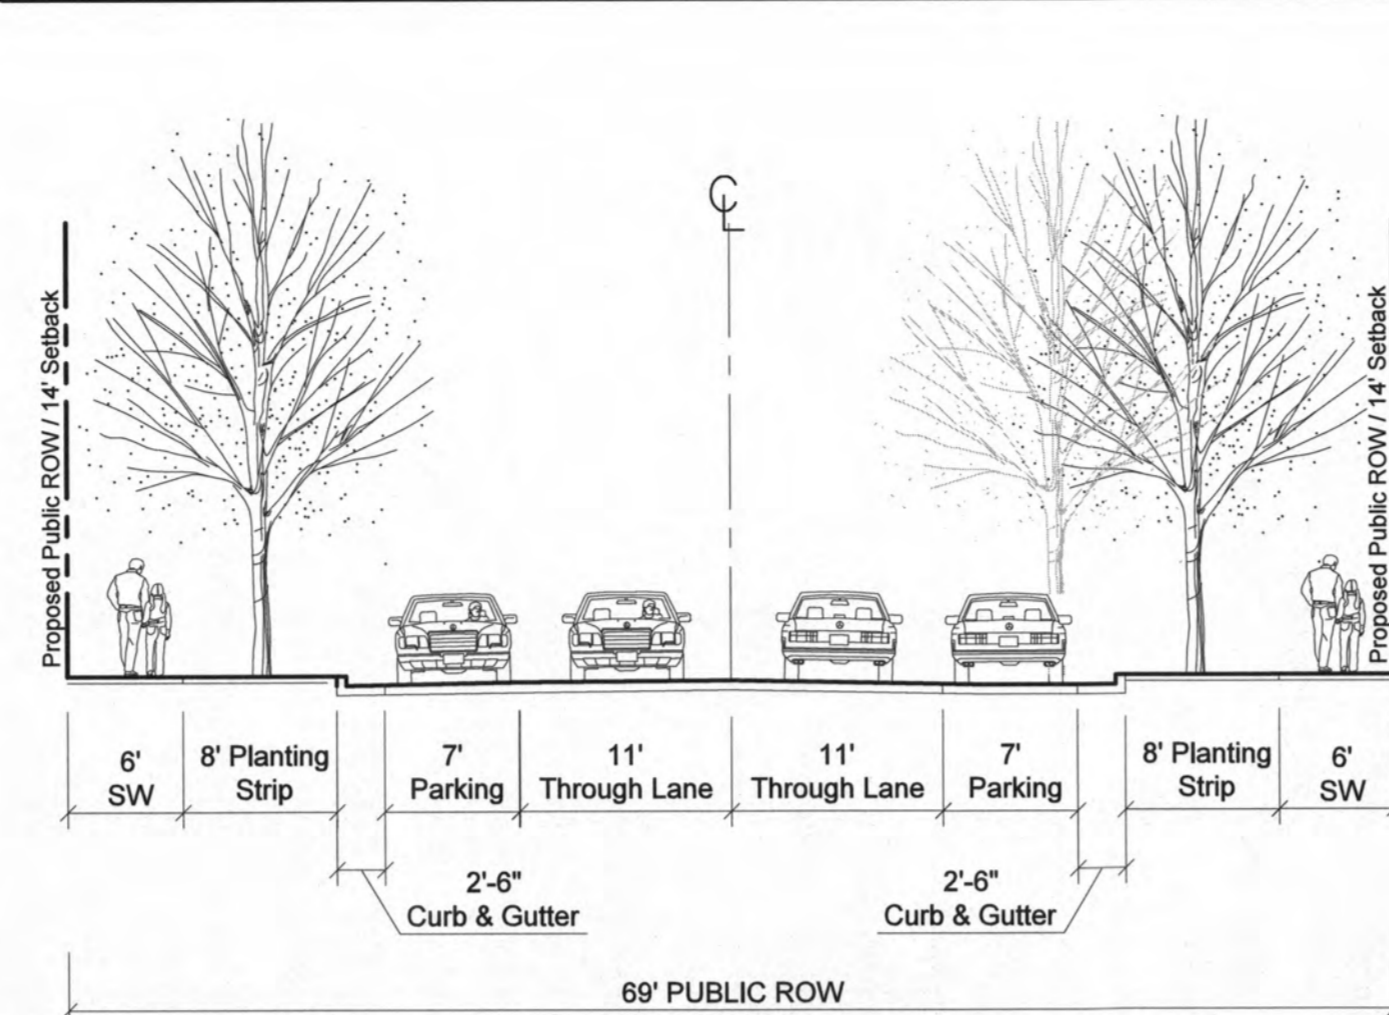 CL
Proposed Public ROW / 14' Setback
Proposed Public ROW / 14' Setback
6'
SW
8' Planting
Strip
7'
Parking
11'
Through Lane
11'
Through Lane
7'
Parking
8' Planting
Strip
6'
SW
2'-6"
Curb & Gutter
2'-6"
Curb & Gutter
69' PUBLIC ROW